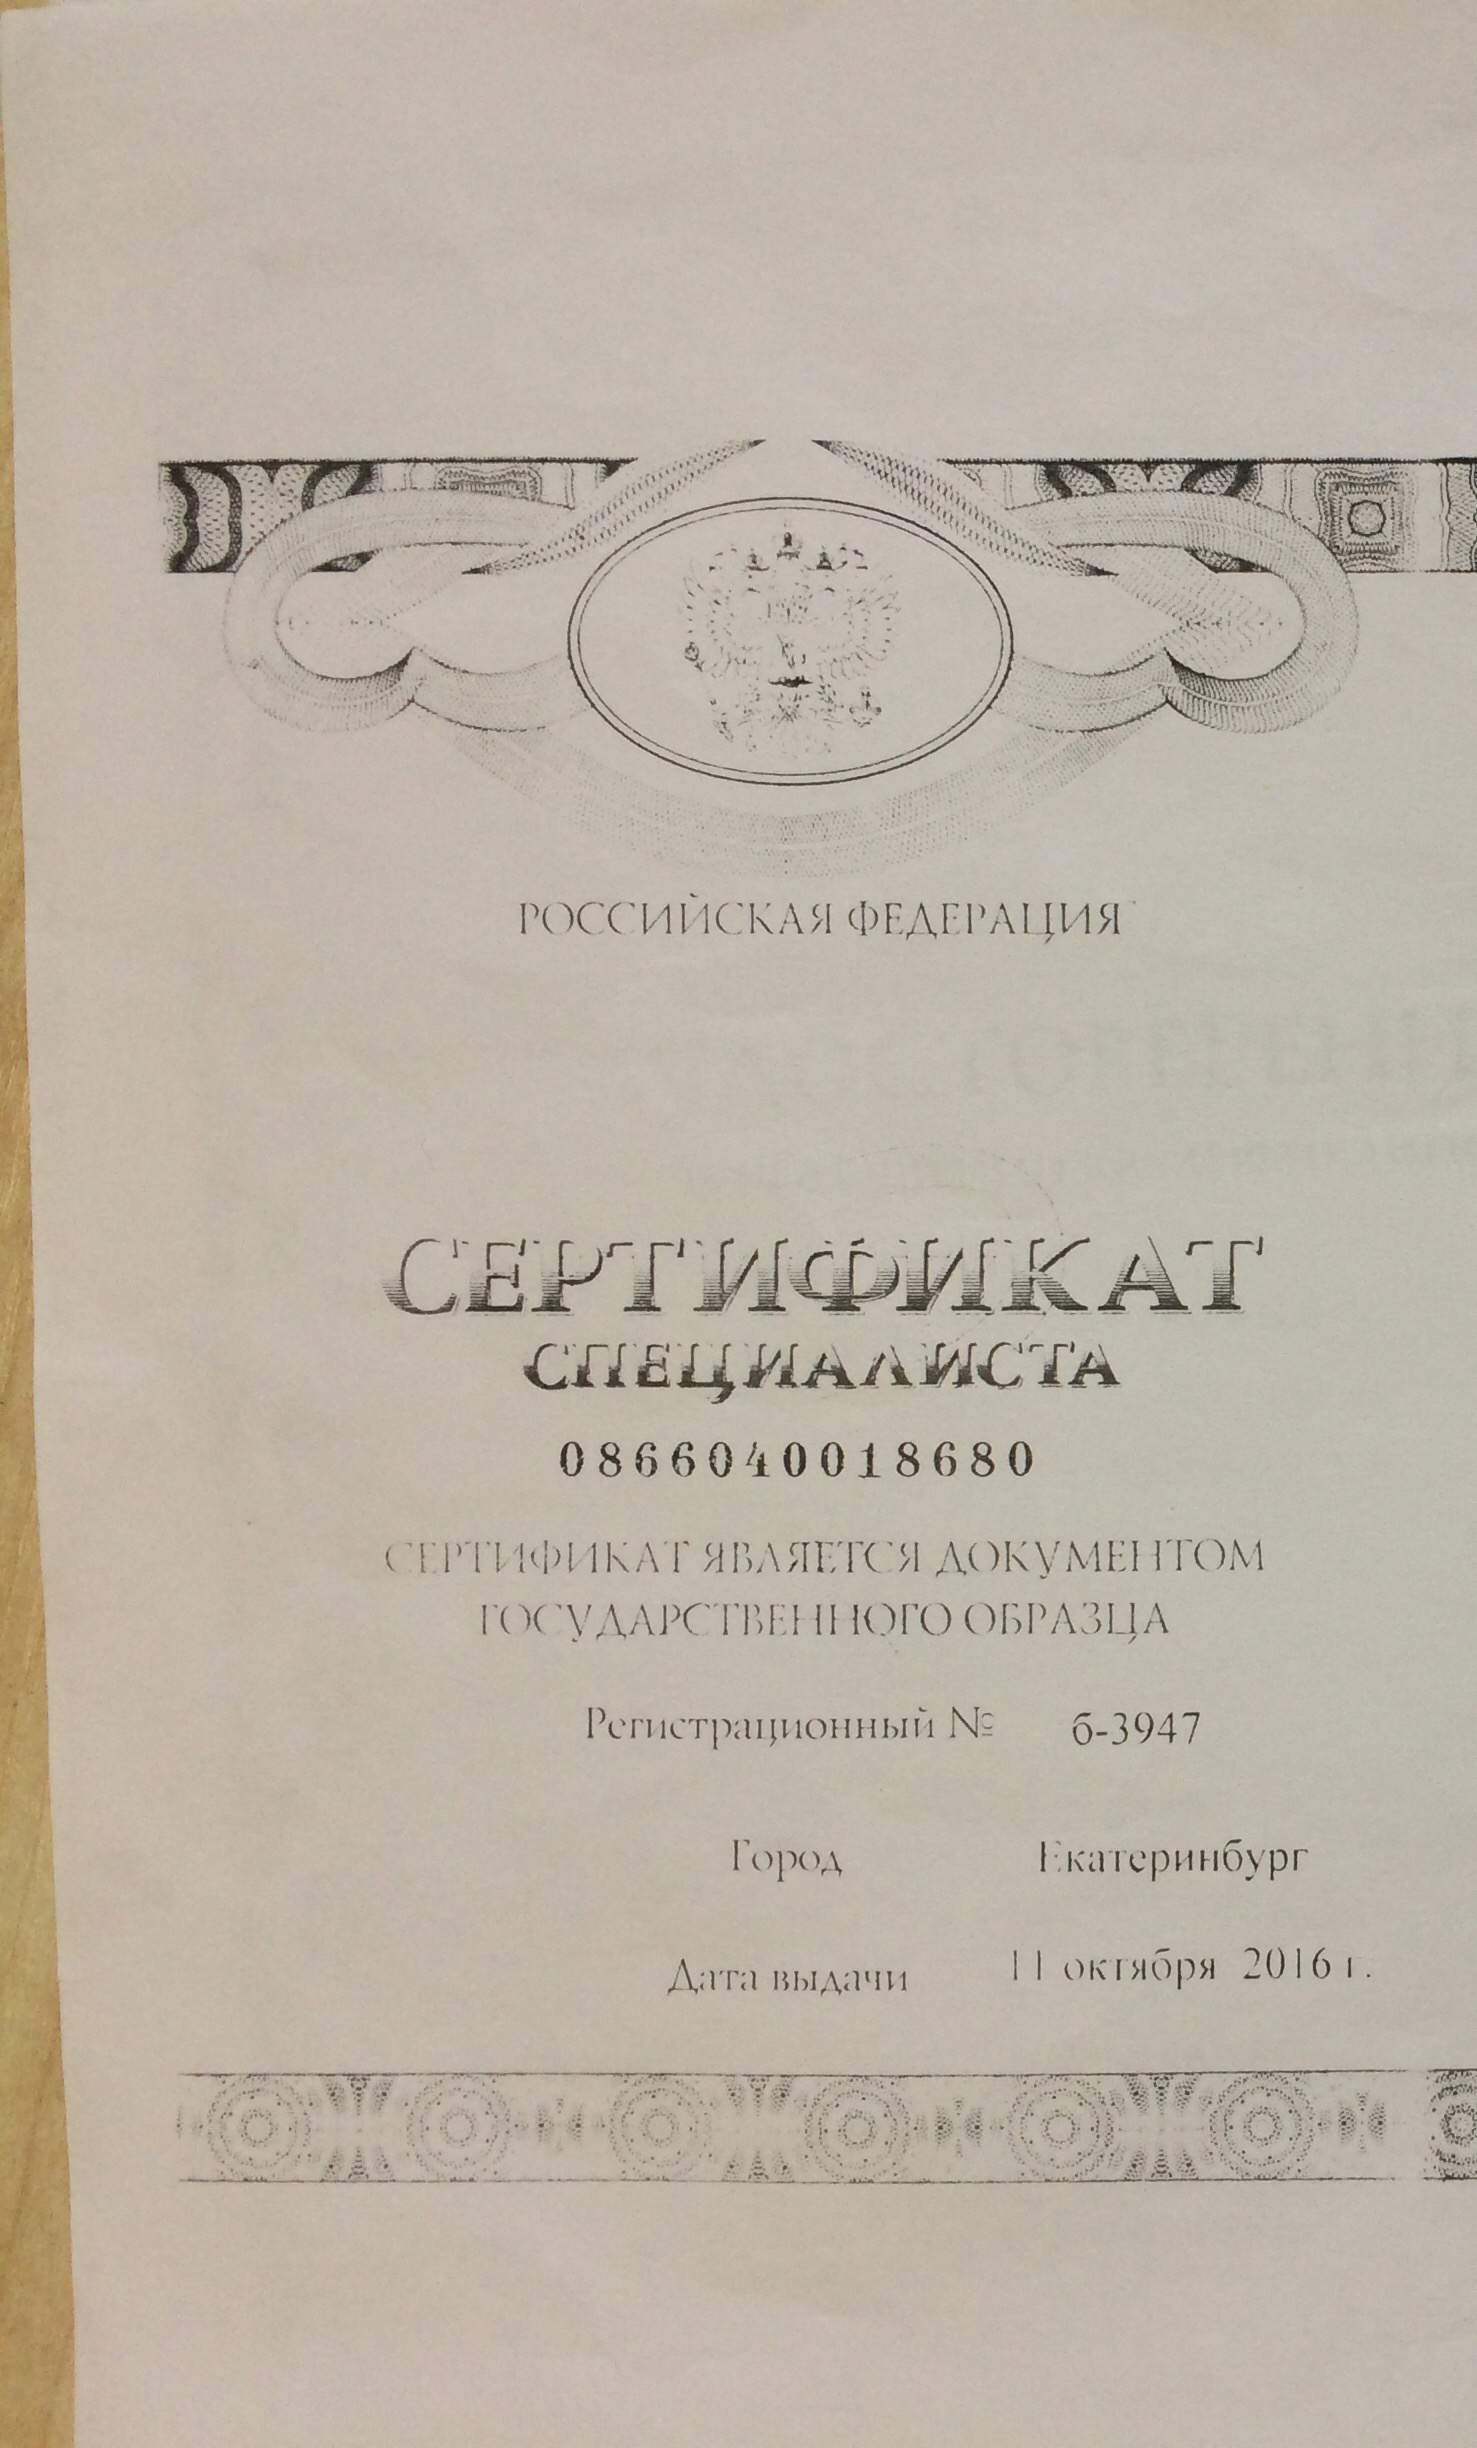 РОССИЙСКАЯ ФЕДЕРАЦИЯ
СЕРТИФИКАТ
СПЕЦИАЛИСТА
0866040018680
СЕРТИФИКАТ ЯВЛЯЕТСЯ ДОКУМЕНТОМ
ГОСУДАРСТВЕННОГО ОБРАЗЦА
Регистрационный № б-3947
Город Екатеринбург
Дата выдачи 11 октября 2016 г.